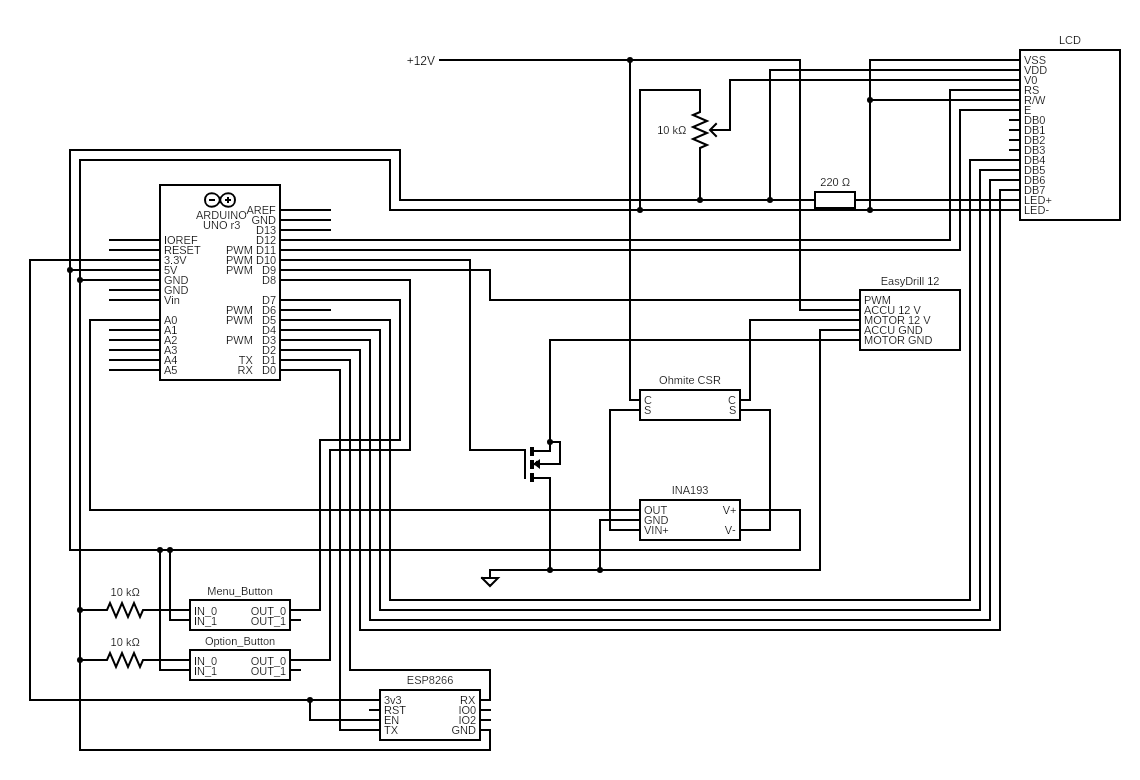 LCD
+12V
VSS
VDD
V0
RS
R/W
E
DB0
DB1
DB2
DB3
DB4
DB5
DB6
DB7
LED+
LED-
10 kΩ
220 Ω
ARDUINO
UNO r3
AREF
GND
D13
IOREF D12
RESET PWM D11
3.3V PWM D10
5V PWM D9
GND D8
GND
Vin D7
PWM D6
A0 PWM D5
A1 D4
A2 PWM D3
A3 D2
A4 TX D1
A5 RX D0
EasyDrill 12
PWM
ACCU 12 V
MOTOR 12 V
ACCU GND
MOTOR GND
Ohmite CSR
C C
S S
INA193
OUT V+
GND
VIN+ V-
10 kΩ
Menu_Button
IN_0 OUT_0
IN_1 OUT_1
10 kΩ
Option_Button
IN_0 OUT_0
IN_1 OUT_1
ESP8266
3v3 RX
RST IO0
EN IO2
TX GND